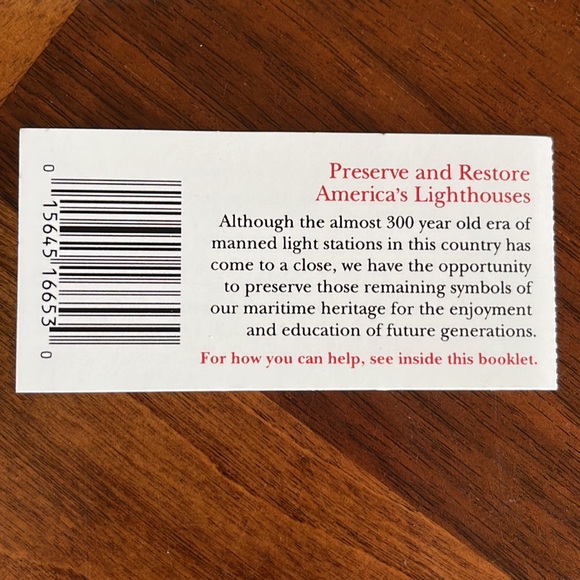 Preserve and Restore
America's Lighthouses
Although the almost 300 year old era of
manned light stations in this country has
come to a close, we have the opportunity
to preserve those remaining symbols of
our maritime heritage for the enjoyment
and education of future generations.
For how you can help, see inside this booklet.
0 15645 16653 0